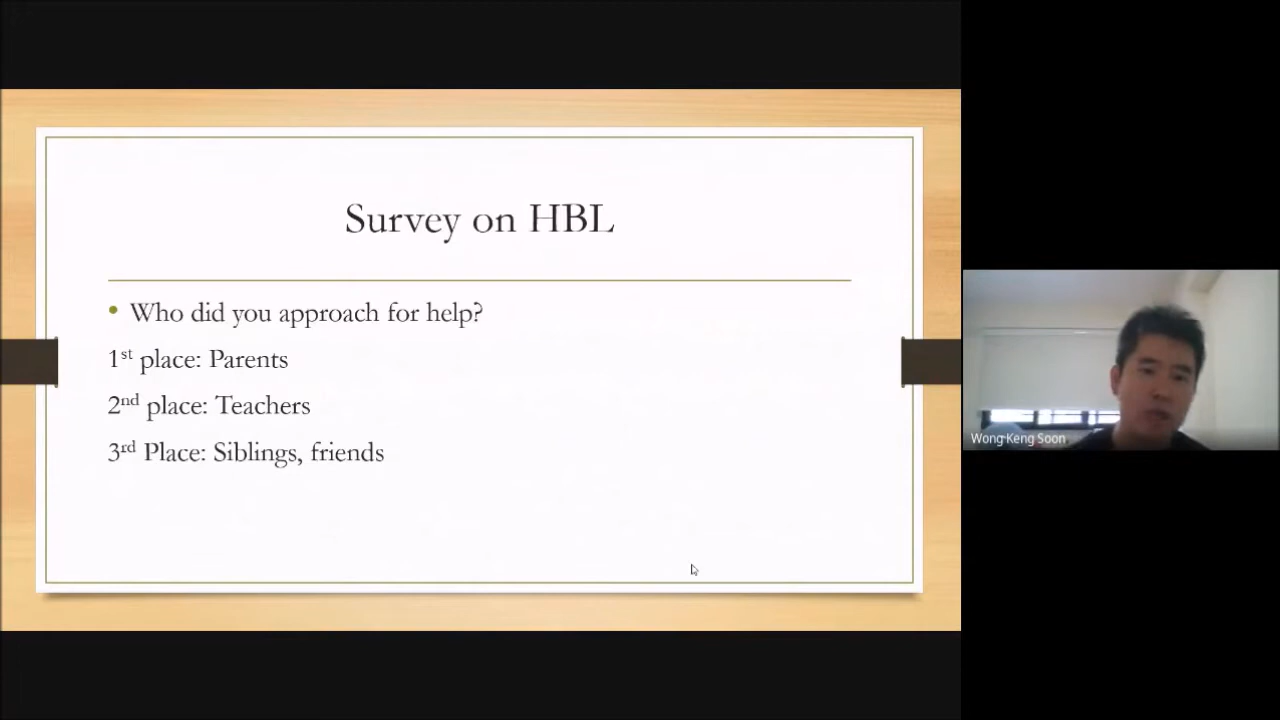 Survey on HBL
• Who did you approach for help?
1st place: Parents
2nd place: Teachers
3rd Place: Siblings, friends
Wong Keng Soon